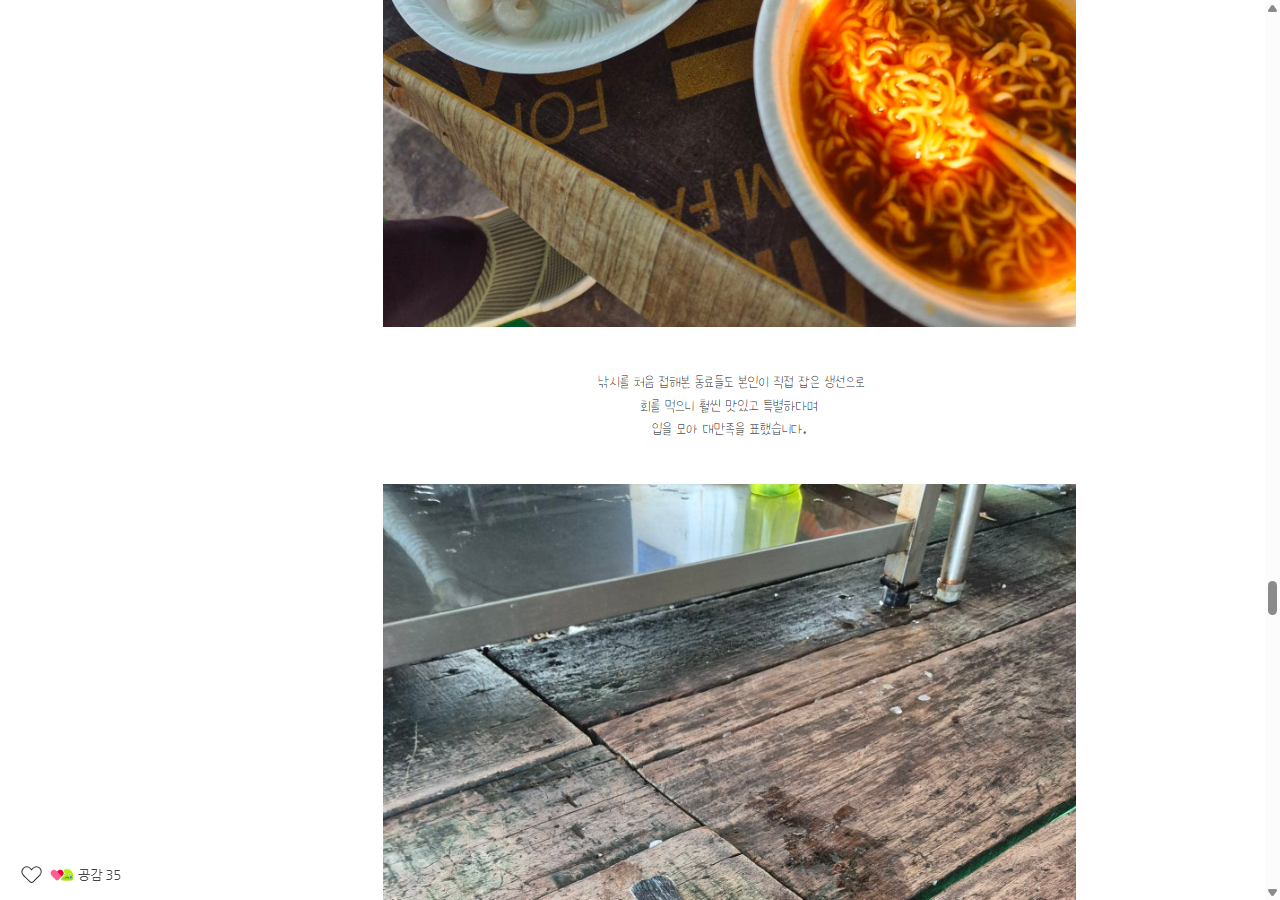 FOR
M FA
낚시를 처음 접해본 동료들도 본인이 직접 잡은 생선으로
회를 먹으니 훨씬 맛있고 특별하다며
입을 모아 대만족을 표했습니다.
공감 35